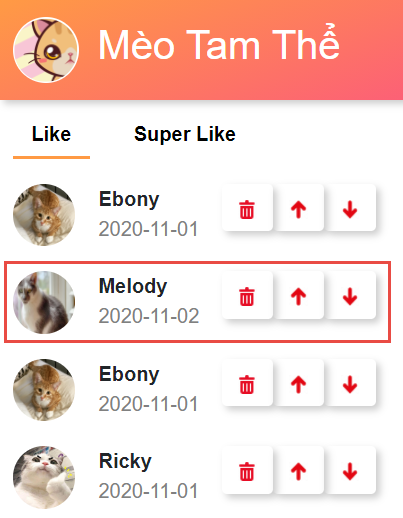 Mèo Tam Thể
Like Super Like
Ebony
2020-11-01
Melody
2020-11-02
Ebony
2020-11-01
Ricky
2020-11-01